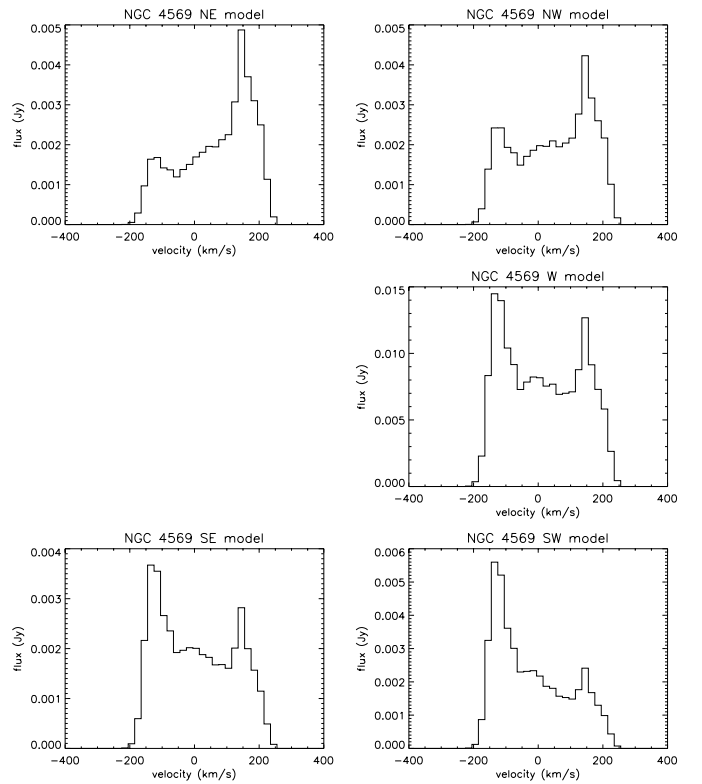 NGC 4569 NE model
0.005
0.004
0.003
0.002
0.001
0.000
flux (Jy)
−400 −200 0 200 400
velocity (km/s)
NGC 4569 NW model
0.005
0.004
0.003
0.002
0.001
0.000
flux (Jy)
−400 −200 0 200 400
velocity (km/s)
NGC 4569 W model
0.015
0.010
0.005
0.000
flux (Jy)
−400 −200 0 200 400
velocity (km/s)
NGC 4569 SE model
0.004
0.003
0.002
0.001
0.000
flux (Jy)
−400 −200 0 200 400
velocity (km/s)
NGC 4569 SW model
0.006
0.005
0.004
0.003
0.002
0.001
0.000
flux (Jy)
−400 −200 0 200 400
velocity (km/s)